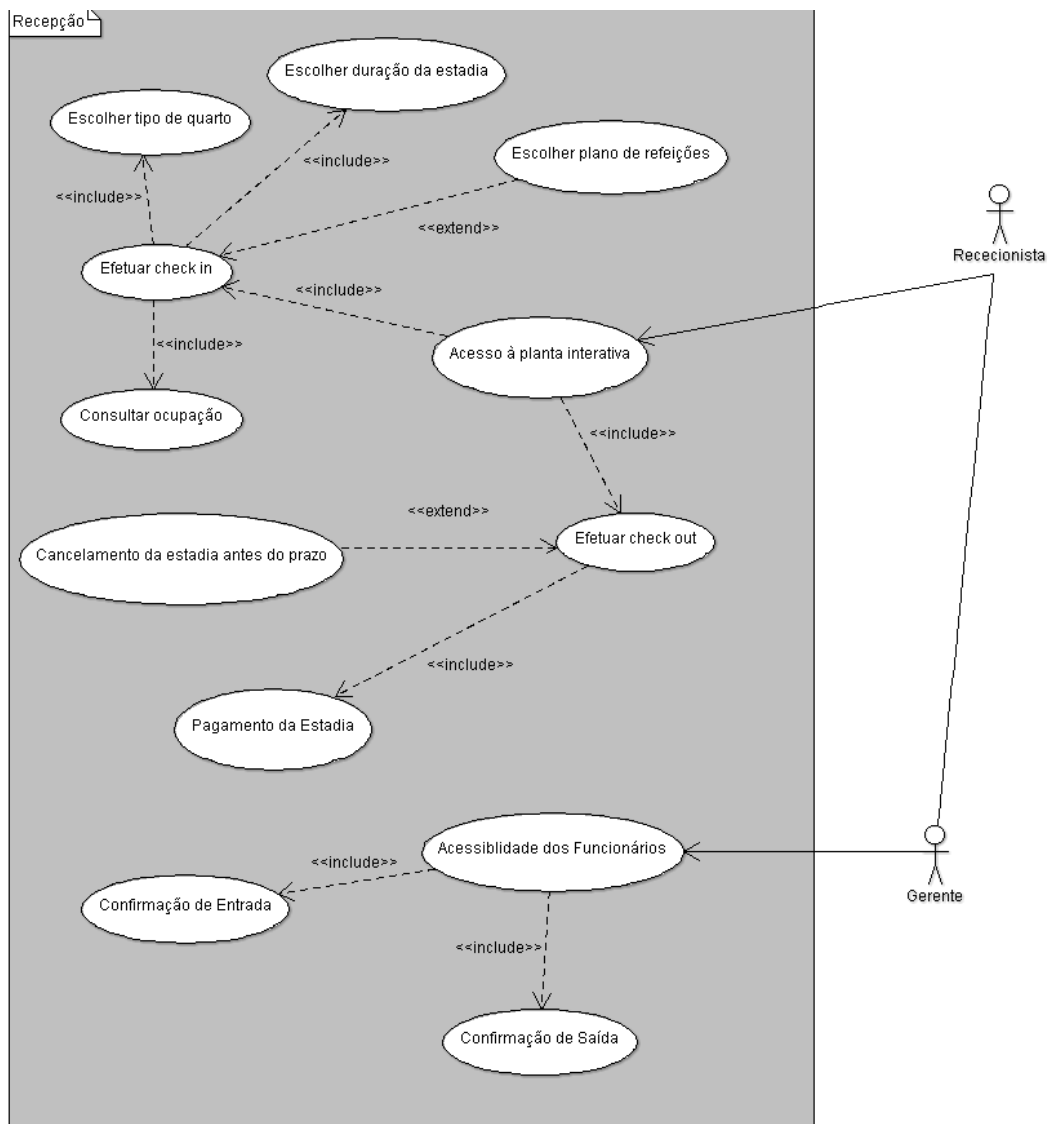 Recepção
Escolher duração da estadia
Escolher tipo de quarto
Escolher plano de refeições
<<include>>
<<include>>
<<extend>>
Rececionista
Efetuar check in
<<include>>
<<include>>
Acesso à planta interativa
Consultar ocupação
<<include>>
<<extend>>
Efetuar check out
Cancelamento da estadia antes do prazo
<<include>>
Pagamento da Estadia
Acessiblidade dos Funcionários
<<include>>
Gerente
Confirmação de Entrada
<<include>>
Confirmação de Saída